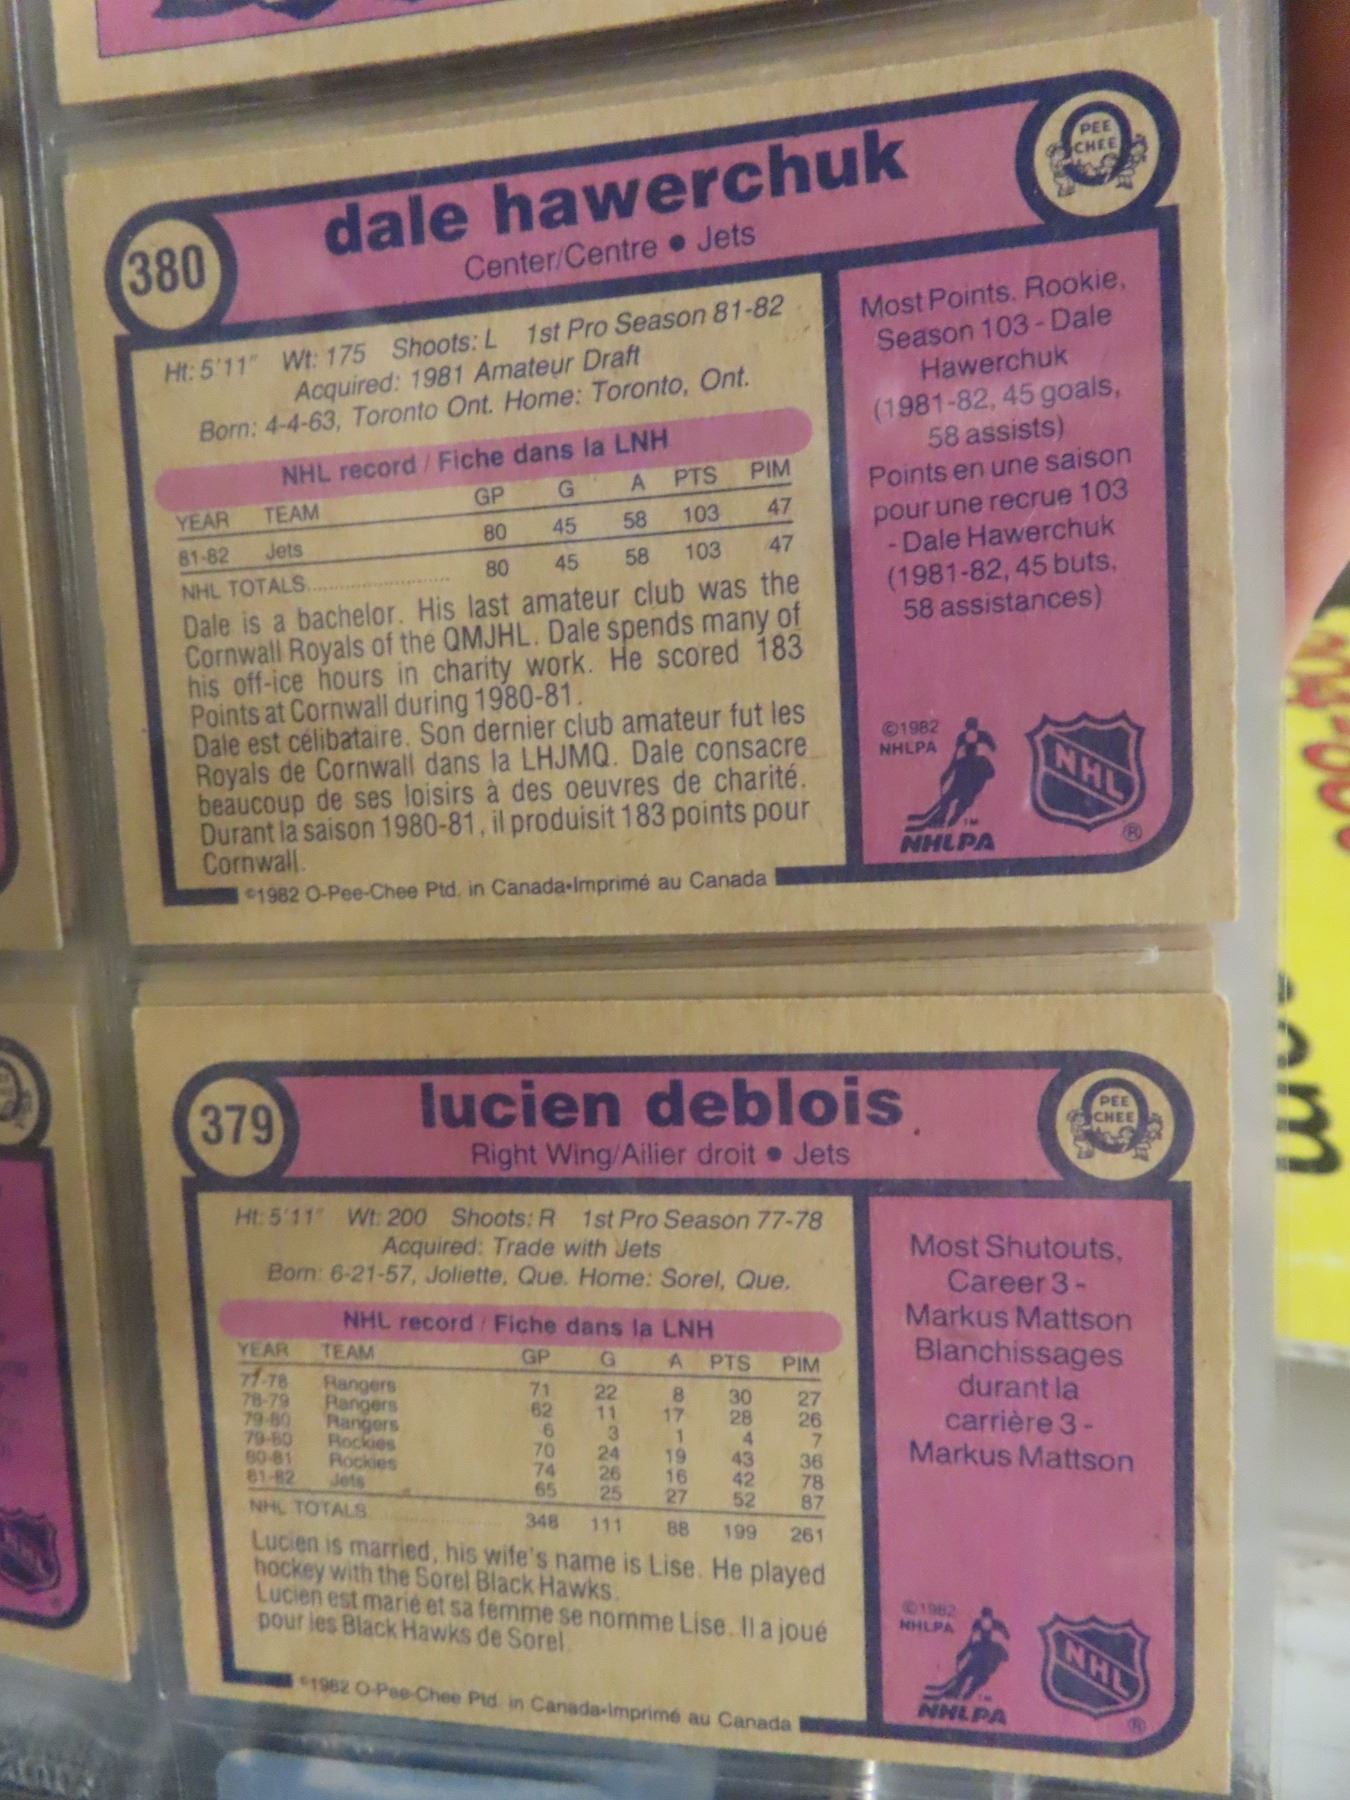 380
dale hawerchuk
Center/Centre • Jets
PEE
CHEE
Ht: 5'11" Wt: 175 Shoots: L 1st Pro Season 81-82
Acquired: 1981 Amateur Draft
Born: 4-4-63, Toronto Ont. Home: Toronto, Ont.
NHL record / Fiche dans la LNH
YEAR TEAM GP G A PTS PIM
81-82 Jets 80 45 58 103 47
NHL TOTALS.................... 80 45 58 103 47
Dale is a bachelor. His last amateur club was the
Cornwall Royals of the QMJHL. Dale spends many of
his off-ice hours in charity work. He scored 183
Points at Cornwall during 1980-81.
Dale est célibataire. Son dernier club amateur fut les
Royals de Cornwall dans la LHJMQ. Dale consacre
beaucoup de ses loisirs à des oeuvres de charité.
Durant la saison 1980-81, il produisit 183 points pour
Cornwall.
©1982 O-Pee-Chee Ptd. in Canada•Imprimé au Canada
Most Points. Rookie,
Season 103 - Dale
Hawerchuk
(1981-82, 45 goals,
58 assists)
Points en une saison
pour une recrue 103
- Dale Hawerchuk
(1981-82, 45 buts,
58 assistances)
©1982
NHLPA
TM
NHLPA
NHL
®
379
lucien deblois
Right Wing/Ailier droit • Jets
PEE
CHEE
Ht: 5'11" Wt: 200 Shoots: R 1st Pro Season 77-78
Acquired: Trade with Jets
Born: 6-21-57, Joliette, Que. Home: Sorel, Que.
NHL record / Fiche dans la LNH
YEAR TEAM GP G A PTS PIM
77-78 Rangers 71 22 8 30 27
78-79 Rangers 62 11 17 28 26
79-80 Rangers 6 3 1 4 7
79-80 Rockies 70 24 19 43 36
80-81 Rockies 74 26 16 42 78
81-82 Jets 65 25 27 52 87
NHL TOTALS.................... 348 111 88 199 261
Lucien is married, his wife's name is Lise. He played
hockey with the Sorel Black Hawks.
Lucien est marié et sa femme se nomme Lise. Il a joué
pour les Black Hawks de Sorel.
©1982 O-Pee-Chee Ptd. in Canada•Imprimé au Canada
Most Shutouts,
Career 3 -
Markus Mattson
Blanchissages
durant la
carrière 3 -
Markus Mattson
©1982
NHLPA
TM
NHLPA
NHL
®